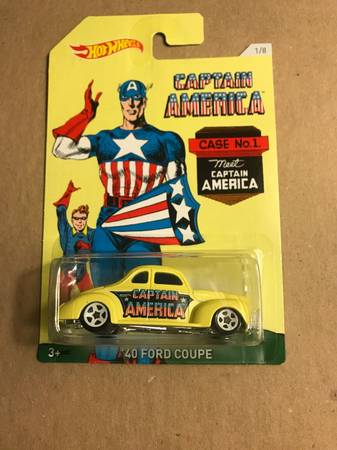 Hot Wheels
1/8
CAPTAIN
AMERICA
CASE No.1.
Meet
CAPTAIN
AMERICA
CAPTAIN
AMERICA
3+
'40 FORD COUPE